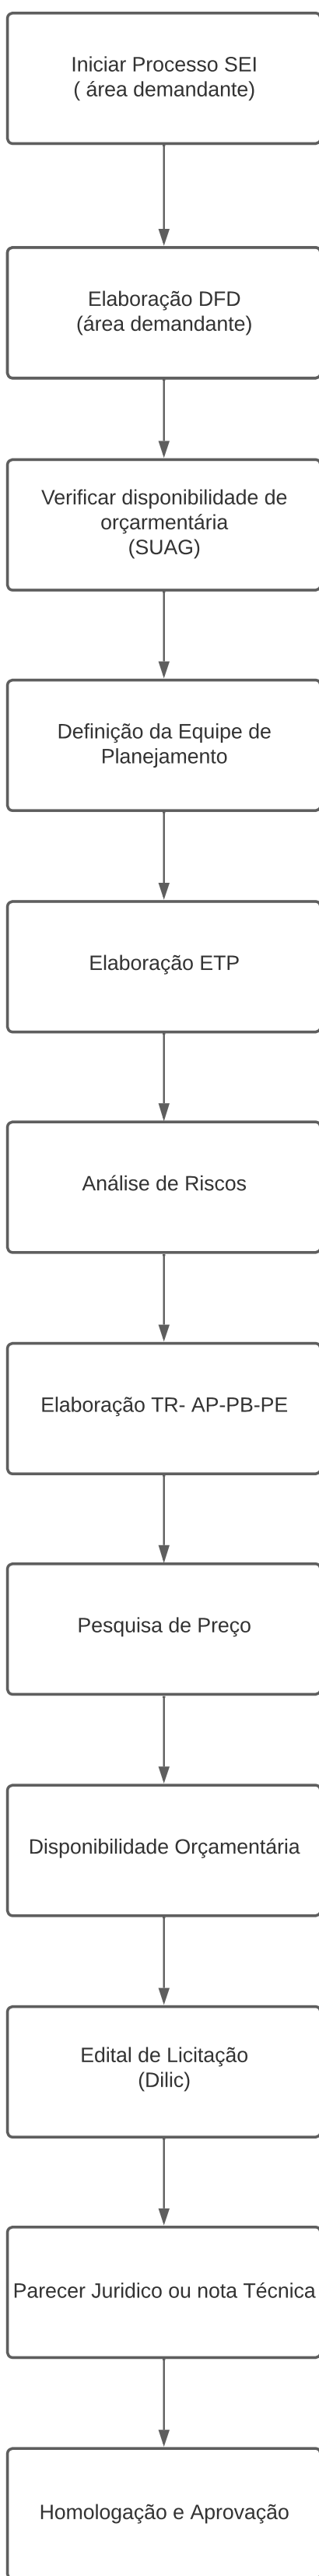 Iniciar Processo SEI
( área demandante)
Elaboração DFD
(área demandante)
Verificar disponibilidade de
orçarmentária
(SUAG)
Definição da Equipe de
Planejamento
Elaboração ETP
Análise de Riscos
Elaboração TR- AP-PB-PE
Pesquisa de Preço
Disponibilidade Orçamentária
Edital de Licitação
(Dilic)
Parecer Juridico ou nota Técnica
Homologação e Aprovação